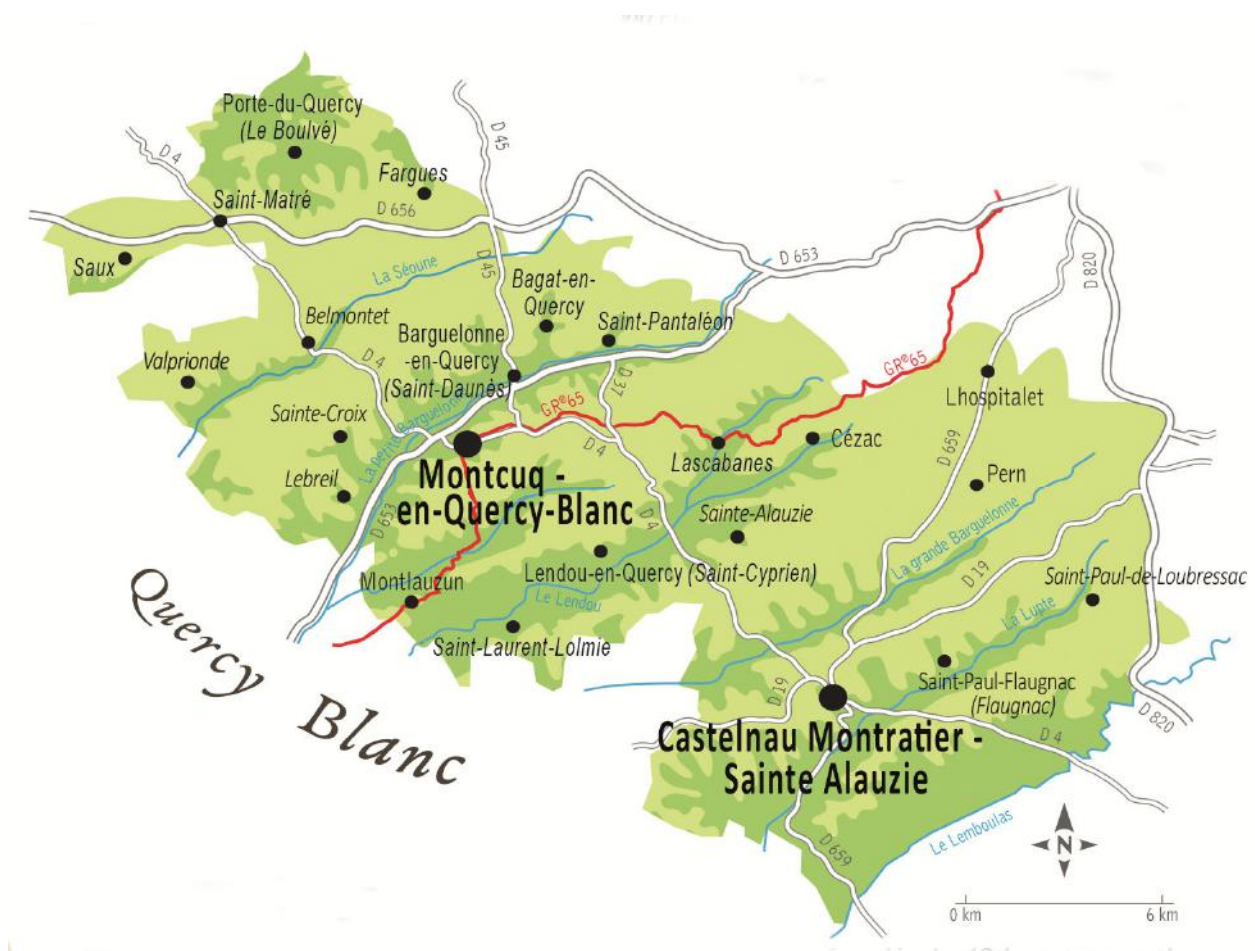 Porte-du-Quercy
(Le Boulvé)
D 4
D 45
Fargues
Saint-Matré
D 656
Saux
La Séoune
D 45
D 653
D 820
Bagat-en-
Quercy
Belmontet
Saint-Pantaléon
Barguelonne
-en-Quercy
(Saint-Daunès)
Valprionde
D 4
D 37
GRe65
GRe65
Lhospitalet
Sainte-Croix
La Petite Barguelonne
D 4
Lascabanes
Cézac
D 659
Lebreil
Montcuq -
en-Quercy-Blanc
Pern
D 653
D 4
Sainte-Alauzie
La grande Barguelonne
Montlauzun
Lendou-en-Quercy (Saint-Cyprien)
D 19
Saint-Paul-de-Loubressac
Le Lendou
La Lupte
Saint-Laurent-Lolmie
Quercy Blanc
D 19
Saint-Paul-Flaugnac
(Flaugnac)
D 820
Castelnau Montratier -
Sainte Alauzie
D 4
Le Lemboulas
N
D 659
0 km
6 km